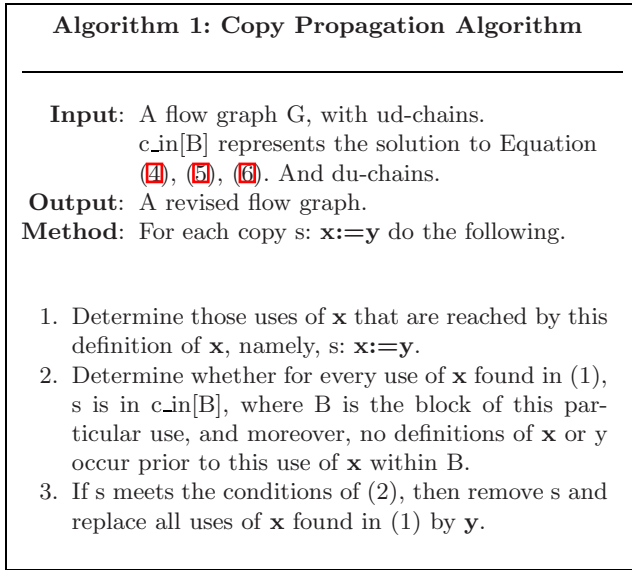 Algorithm 1: Copy Propagation Algorithm
Input: A flow graph G, with ud-chains.
c_in[B] represents the solution to Equation
(4), (5), (6). And du-chains.
Output: A revised flow graph.
Method: For each copy s: x:=y do the following.
1. Determine those uses of x that are reached by this
definition of x, namely, s: x:=y.
2. Determine whether for every use of x found in (1),
s is in c_in[B], where B is the block of this par-
ticular use, and moreover, no definitions of x or y
occur prior to this use of x within B.
3. If s meets the conditions of (2), then remove s and
replace all uses of x found in (1) by y.